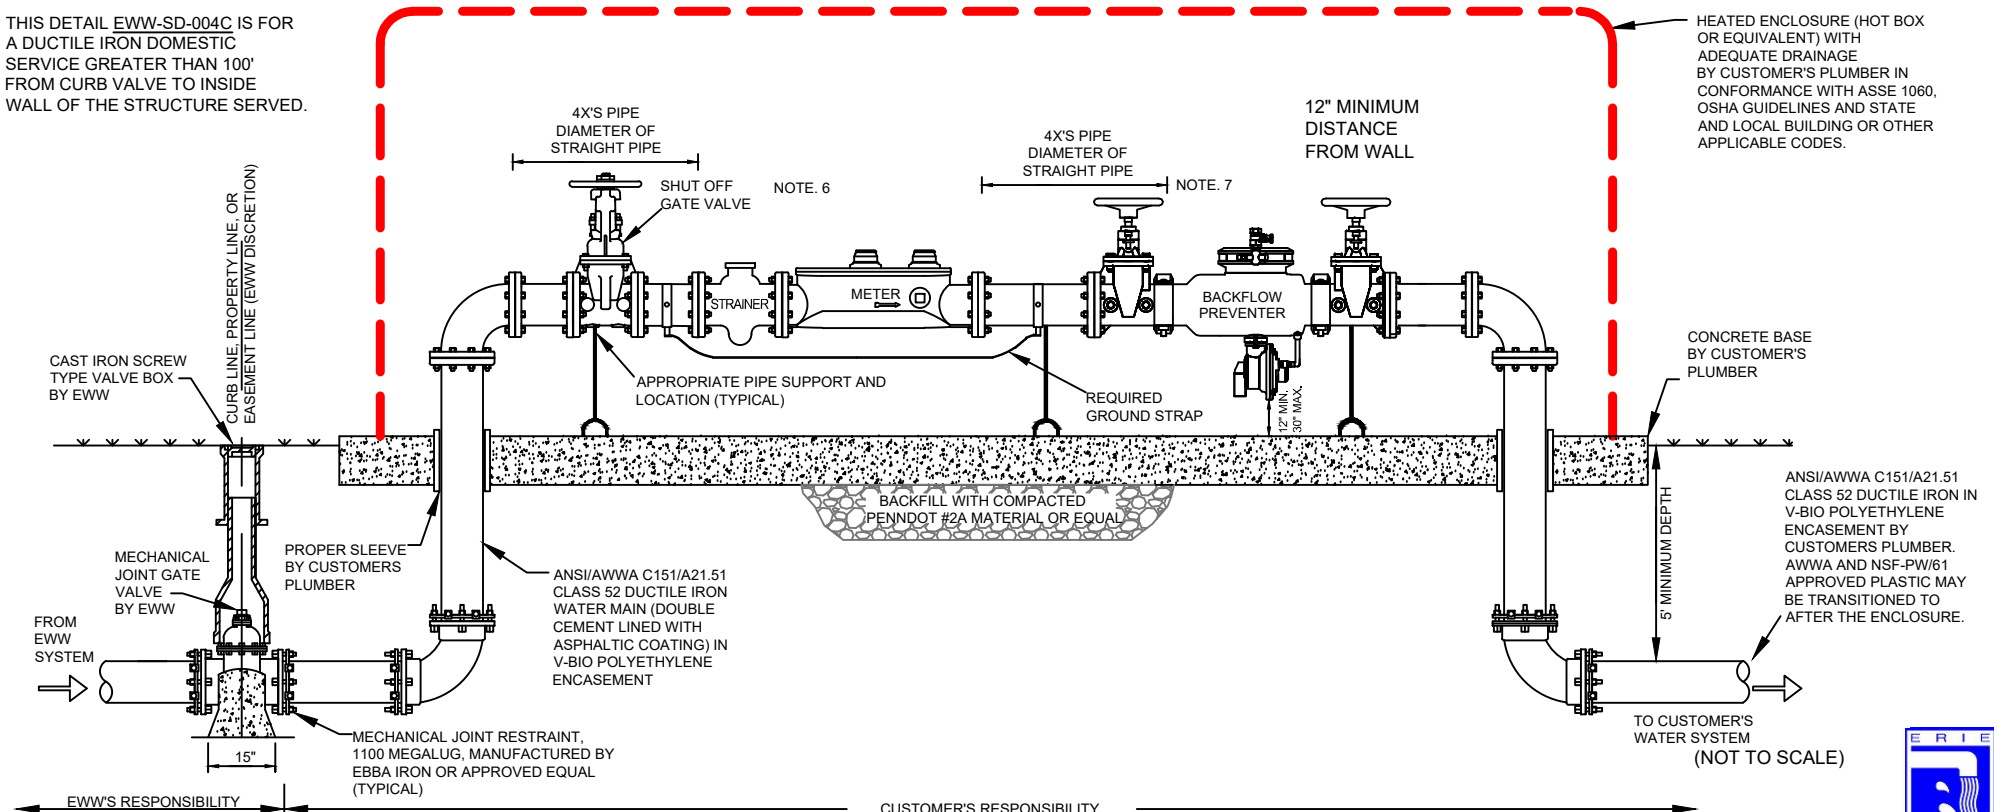 THIS DETAIL EWW-SD-004C IS FOR
A DUCTILE IRON DOMESTIC
SERVICE GREATER THAN 100'
FROM CURB VALVE TO INSIDE
WALL OF THE STRUCTURE SERVED.
HEATED ENCLOSURE (HOT BOX
OR EQUIVALENT) WITH
ADEQUATE DRAINAGE
BY CUSTOMER'S PLUMBER IN
CONFORMANCE WITH ASSE 1060,
OSHA GUIDELINES AND STATE
AND LOCAL BUILDING OR OTHER
APPLICABLE CODES.
4X'S PIPE
DIAMETER OF
STRAIGHT PIPE
SHUT OFF
GATE VALVE
NOTE. 6
4X'S PIPE
DIAMETER OF
STRAIGHT PIPE
NOTE. 7
12" MINIMUM
DISTANCE
FROM WALL
CURB LINE, PROPERTY LINE, OR
EASEMENT LINE (EWW DISCRETION)
STRAINER
METER
BACKFLOW
PREVENTER
CAST IRON SCREW
TYPE VALVE BOX
BY EWW
APPROPRIATE PIPE SUPPORT AND
LOCATION (TYPICAL)
REQUIRED
GROUND STRAP
12" MIN.
30" MAX.
CONCRETE BASE
BY CUSTOMER'S
PLUMBER
BACKFILL WITH COMPACTED
PENNDOT #2A MATERIAL OR EQUAL
5' MINIMUM DEPTH
ANSI/AWWA C151/A21.51
CLASS 52 DUCTILE IRON IN
V-BIO POLYETHYLENE
ENCASEMENT BY
CUSTOMERS PLUMBER.
AWWA AND NSF-PW/61
APPROVED PLASTIC MAY
BE TRANSITIONED TO
AFTER THE ENCLOSURE.
MECHANICAL
JOINT GATE
VALVE
BY EWW
PROPER SLEEVE
BY CUSTOMERS
PLUMBER
ANSI/AWWA C151/A21.51
CLASS 52 DUCTILE IRON
WATER MAIN (DOUBLE
CEMENT LINED WITH
ASPHALTIC COATING) IN
V-BIO POLYETHYLENE
ENCASEMENT
FROM
EWW
SYSTEM
15"
MECHANICAL JOINT RESTRAINT,
1100 MEGALUG, MANUFACTURED BY
EBBA IRON OR APPROVED EQUAL
(TYPICAL)
TO CUSTOMER'S
WATER SYSTEM
(NOT TO SCALE)
ERIE
EWW'S RESPONSIBILITY
CUSTOMER'S RESPONSIBILITY